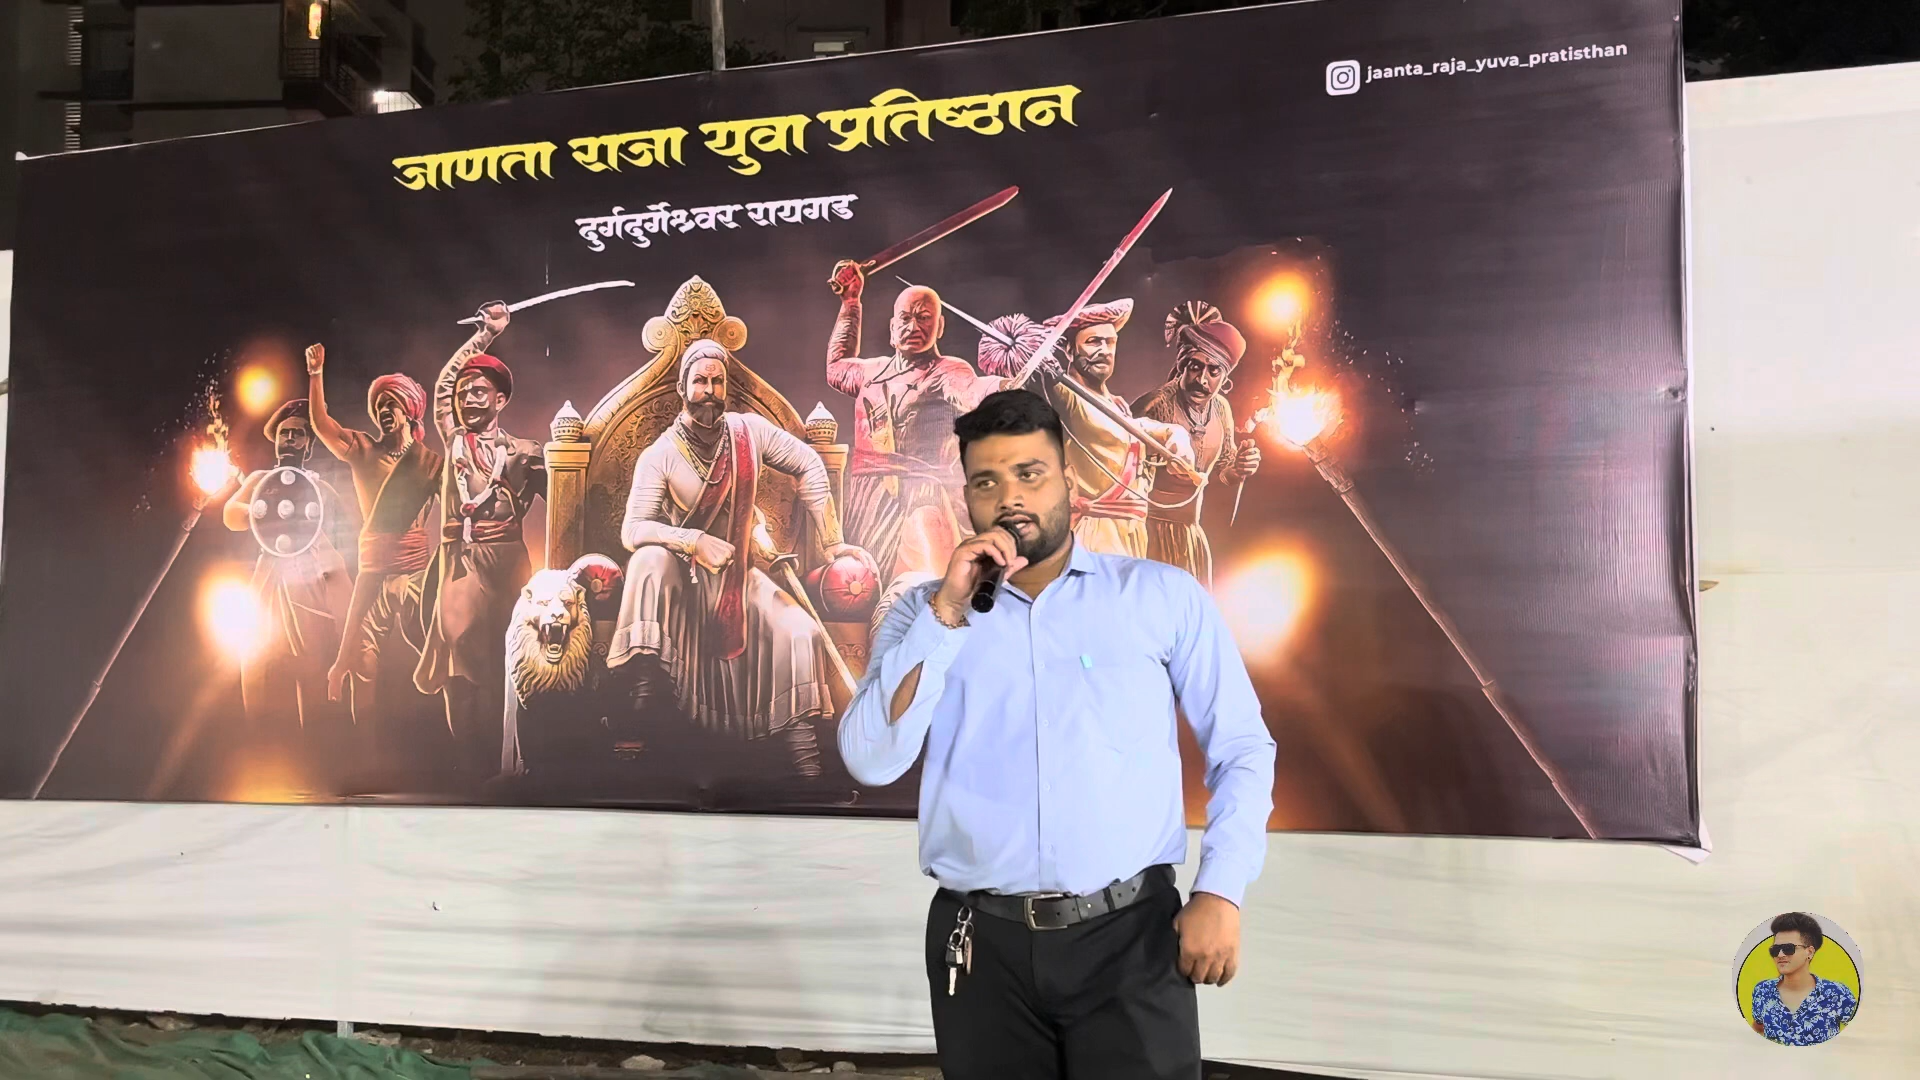 jaanta_raja_yuva_pratisthan
जाणता राजा युवा प्रतिष्ठान
दुर्गदुर्गेश्वर रायगड